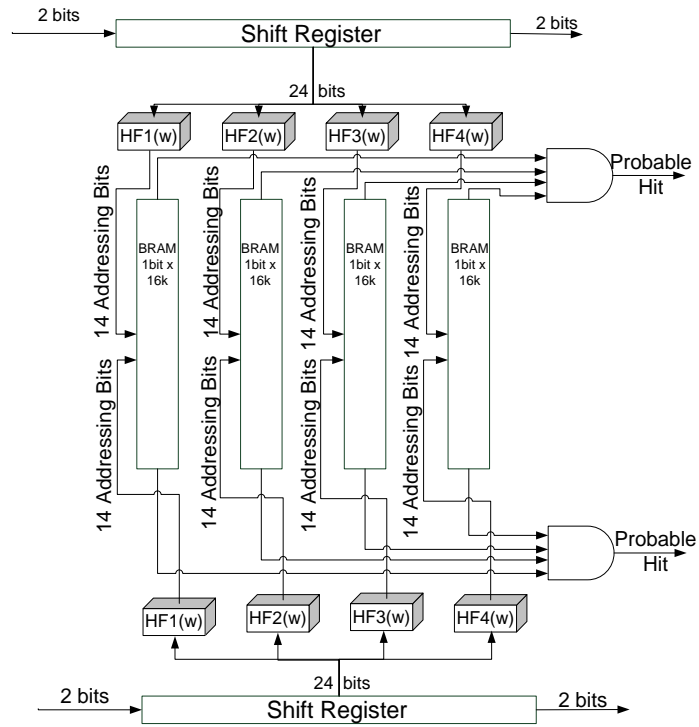 2 bits
Shift Register
2 bits
24 bits
HF1(w)
HF2(w)
HF3(w)
HF4(w)
Probable
Hit
14 Addressing Bits
14 Addressing Bits
14 Addressing Bits
14 Addressing Bits
BRAM
1bit x
16k
BRAM
1bit x
16k
BRAM
1bit x
16k
BRAM
1bit x
16k
14 Addressing Bits
14 Addressing Bits
14 Addressing Bits
14 Addressing Bits
Probable
Hit
HF1(w)
HF2(w)
HF3(w)
HF4(w)
24 bits
2 bits
Shift Register
2 bits